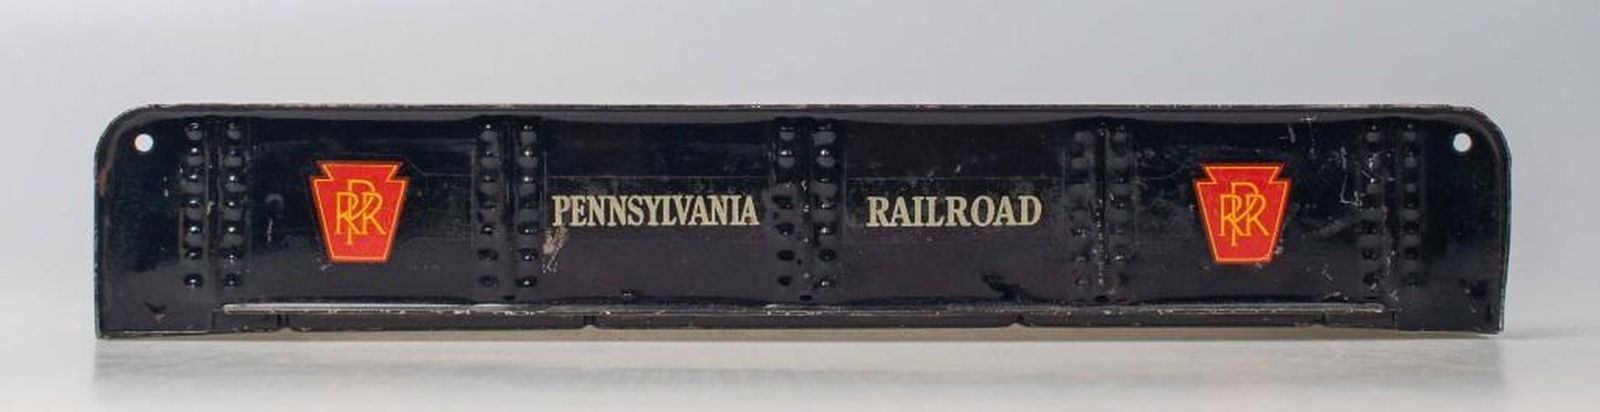 PRR PENNSYLVANIA RAILROAD PRR